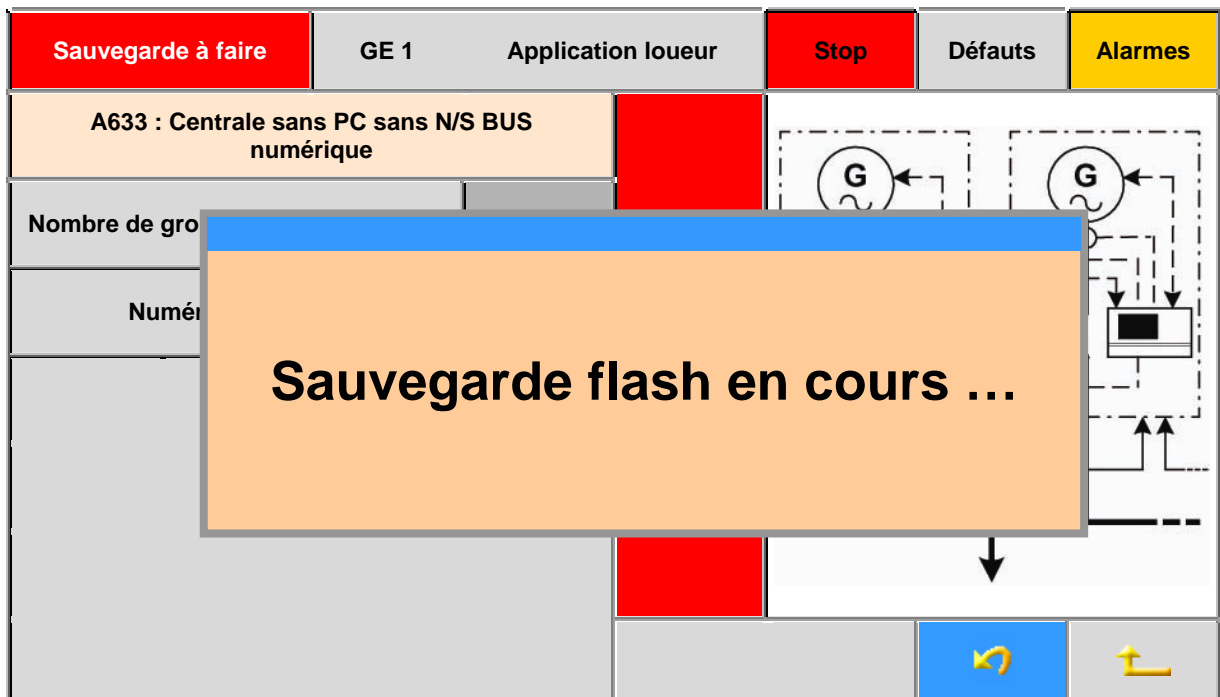 Sauvegarde à faire
GE 1
Application loueur
Stop
Défauts
Alarmes
A633 : Centrale sans PC sans N/S BUS
numérique
G
G
Nombre de gro
Numér
Sauvegarde flash en cours …